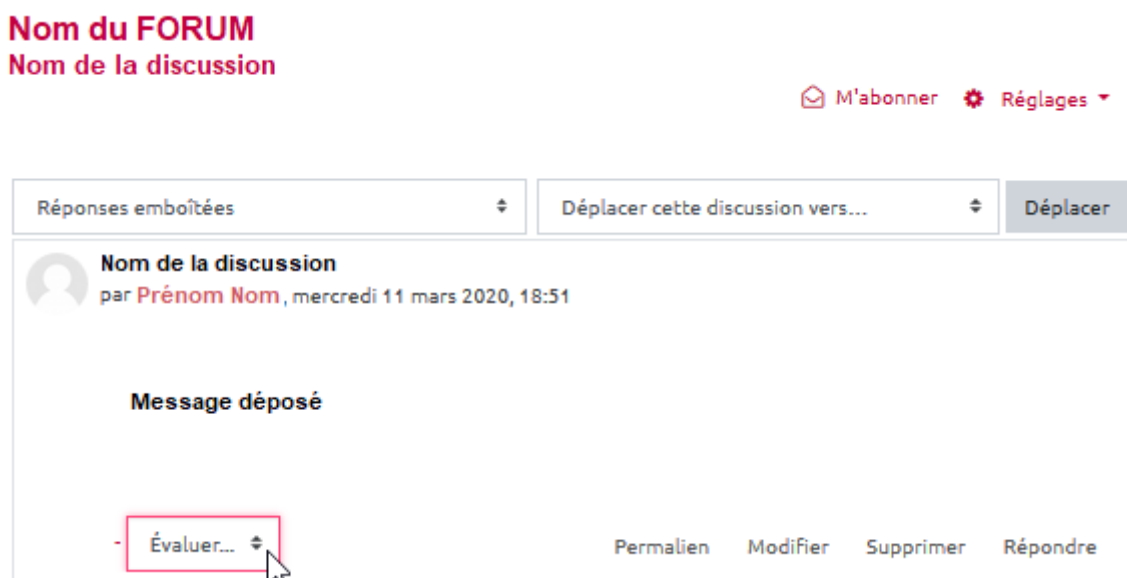 Nom du FORUM
Nom de la discussion
M'abonner Réglages
Réponses emboîtées Déplacer cette discussion vers... Déplacer
Nom de la discussion
par Prénom Nom, mercredi 11 mars 2020, 18:51
Message déposé
- Évaluer... Permalien Modifier Supprimer Répondre